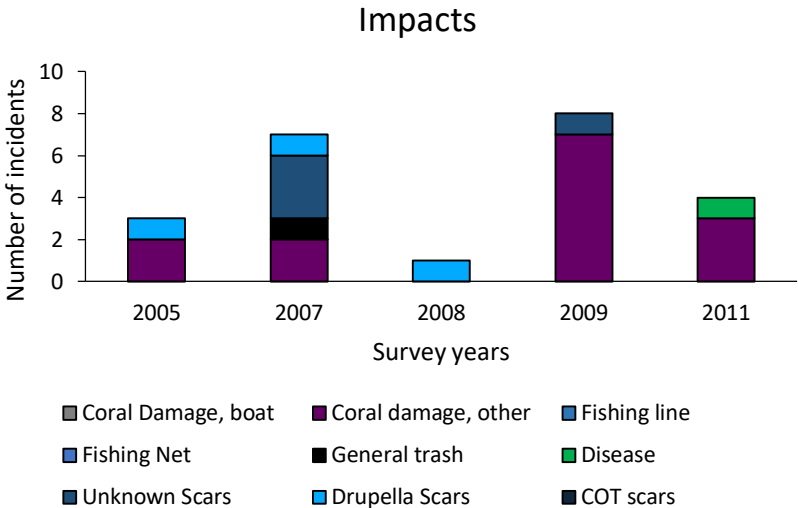 Impacts
Number of incidents
10
8
6
4
2
0
2005 2007 2008 2009 2011
Survey years
Coral Damage, boat Coral damage, other Fishing line
Fishing Net General trash Disease
Unknown Scars Drupella Scars COT scars